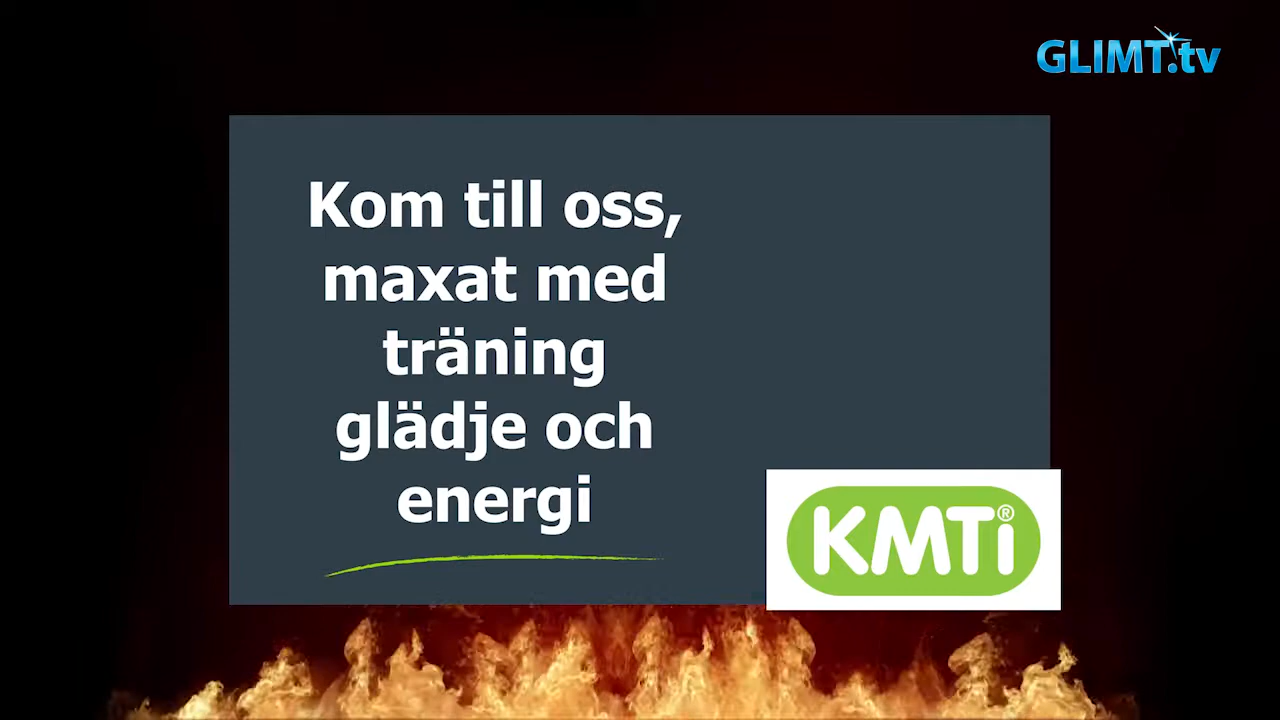 GLIMT.tv
Kom till oss,
maxat med
träning
glädje och
energi
KMTi®